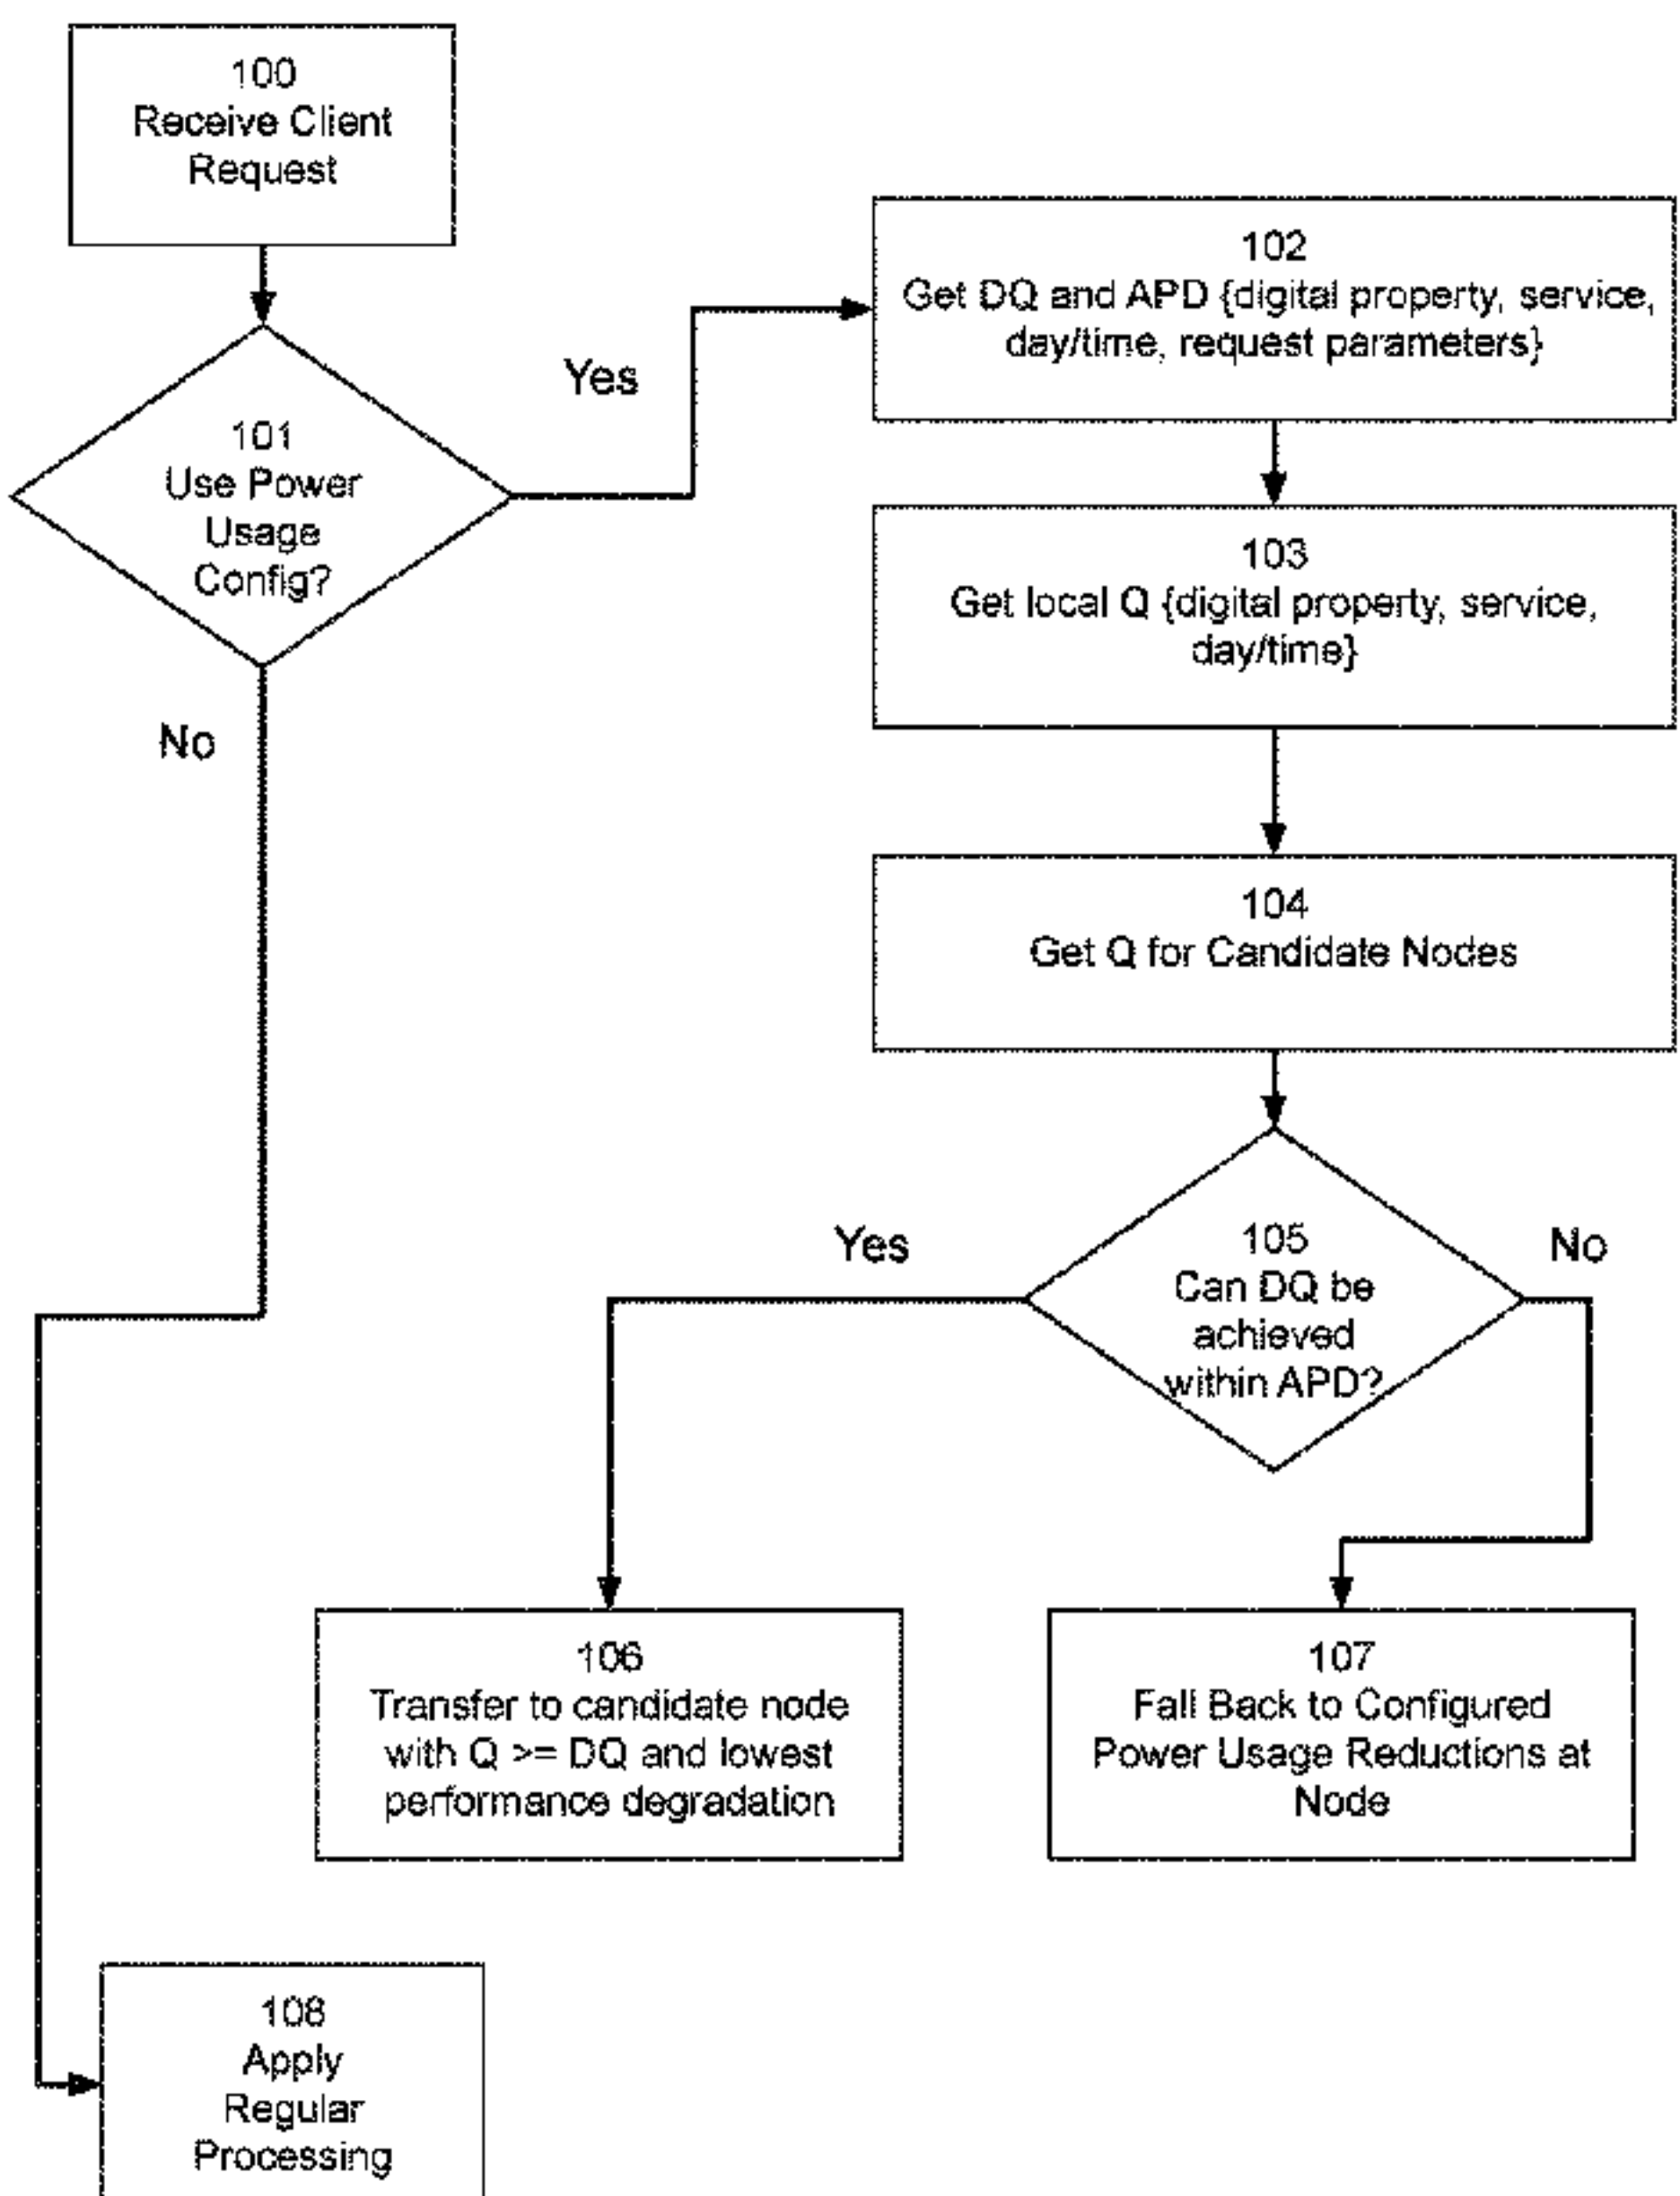 100
Receive Client
Request
101
Use Power
Usage
Config?
Yes
No
102
Get DQ and APD {digital property, service,
day/time, request parameters}
103
Get local Q {digital property, service,
day/time}
104
Get Q for Candidate Nodes
105
Can DQ be
achieved
within APD?
Yes
No
106
Transfer to candidate node
with Q >= DQ and lowest
performance degradation
107
Fall Back to Configured
Power Usage Reductions at
Node
108
Apply
Regular
Processing